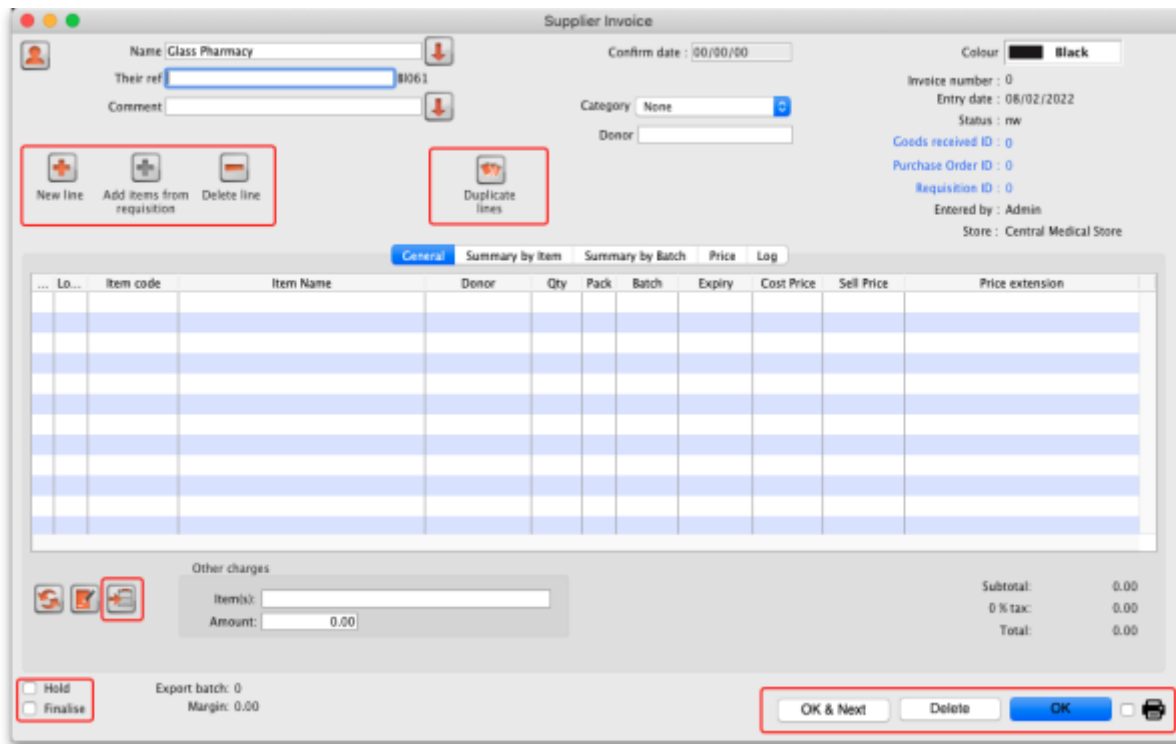 Supplier Invoice
Name Glass Pharmacy
Confirm date : 00/00/00
Colour Black
Their ref BI061
Invoice number : 0
Comment
Category None
Entry date : 08/02/2022
Donor
Status : nw
Goods received ID : 0
Purchase Order ID : 0
Requisition ID : 0
Entered by : Admin
Store : Central Medical Store
New line
Add items from requisition
Delete line
Duplicate lines
General Summary by Item Summary by Batch Price Log
... Lo... Item code Item Name Donor Qty Pack Batch Expiry Cost Price Sell Price Price extension
Other charges
Item(s):
Amount: 0.00
Subtotal: 0.00
0 % tax: 0.00
Total: 0.00
Hold
Finalise
Export batch: 0
Margin: 0.00
OK & Next Delete OK